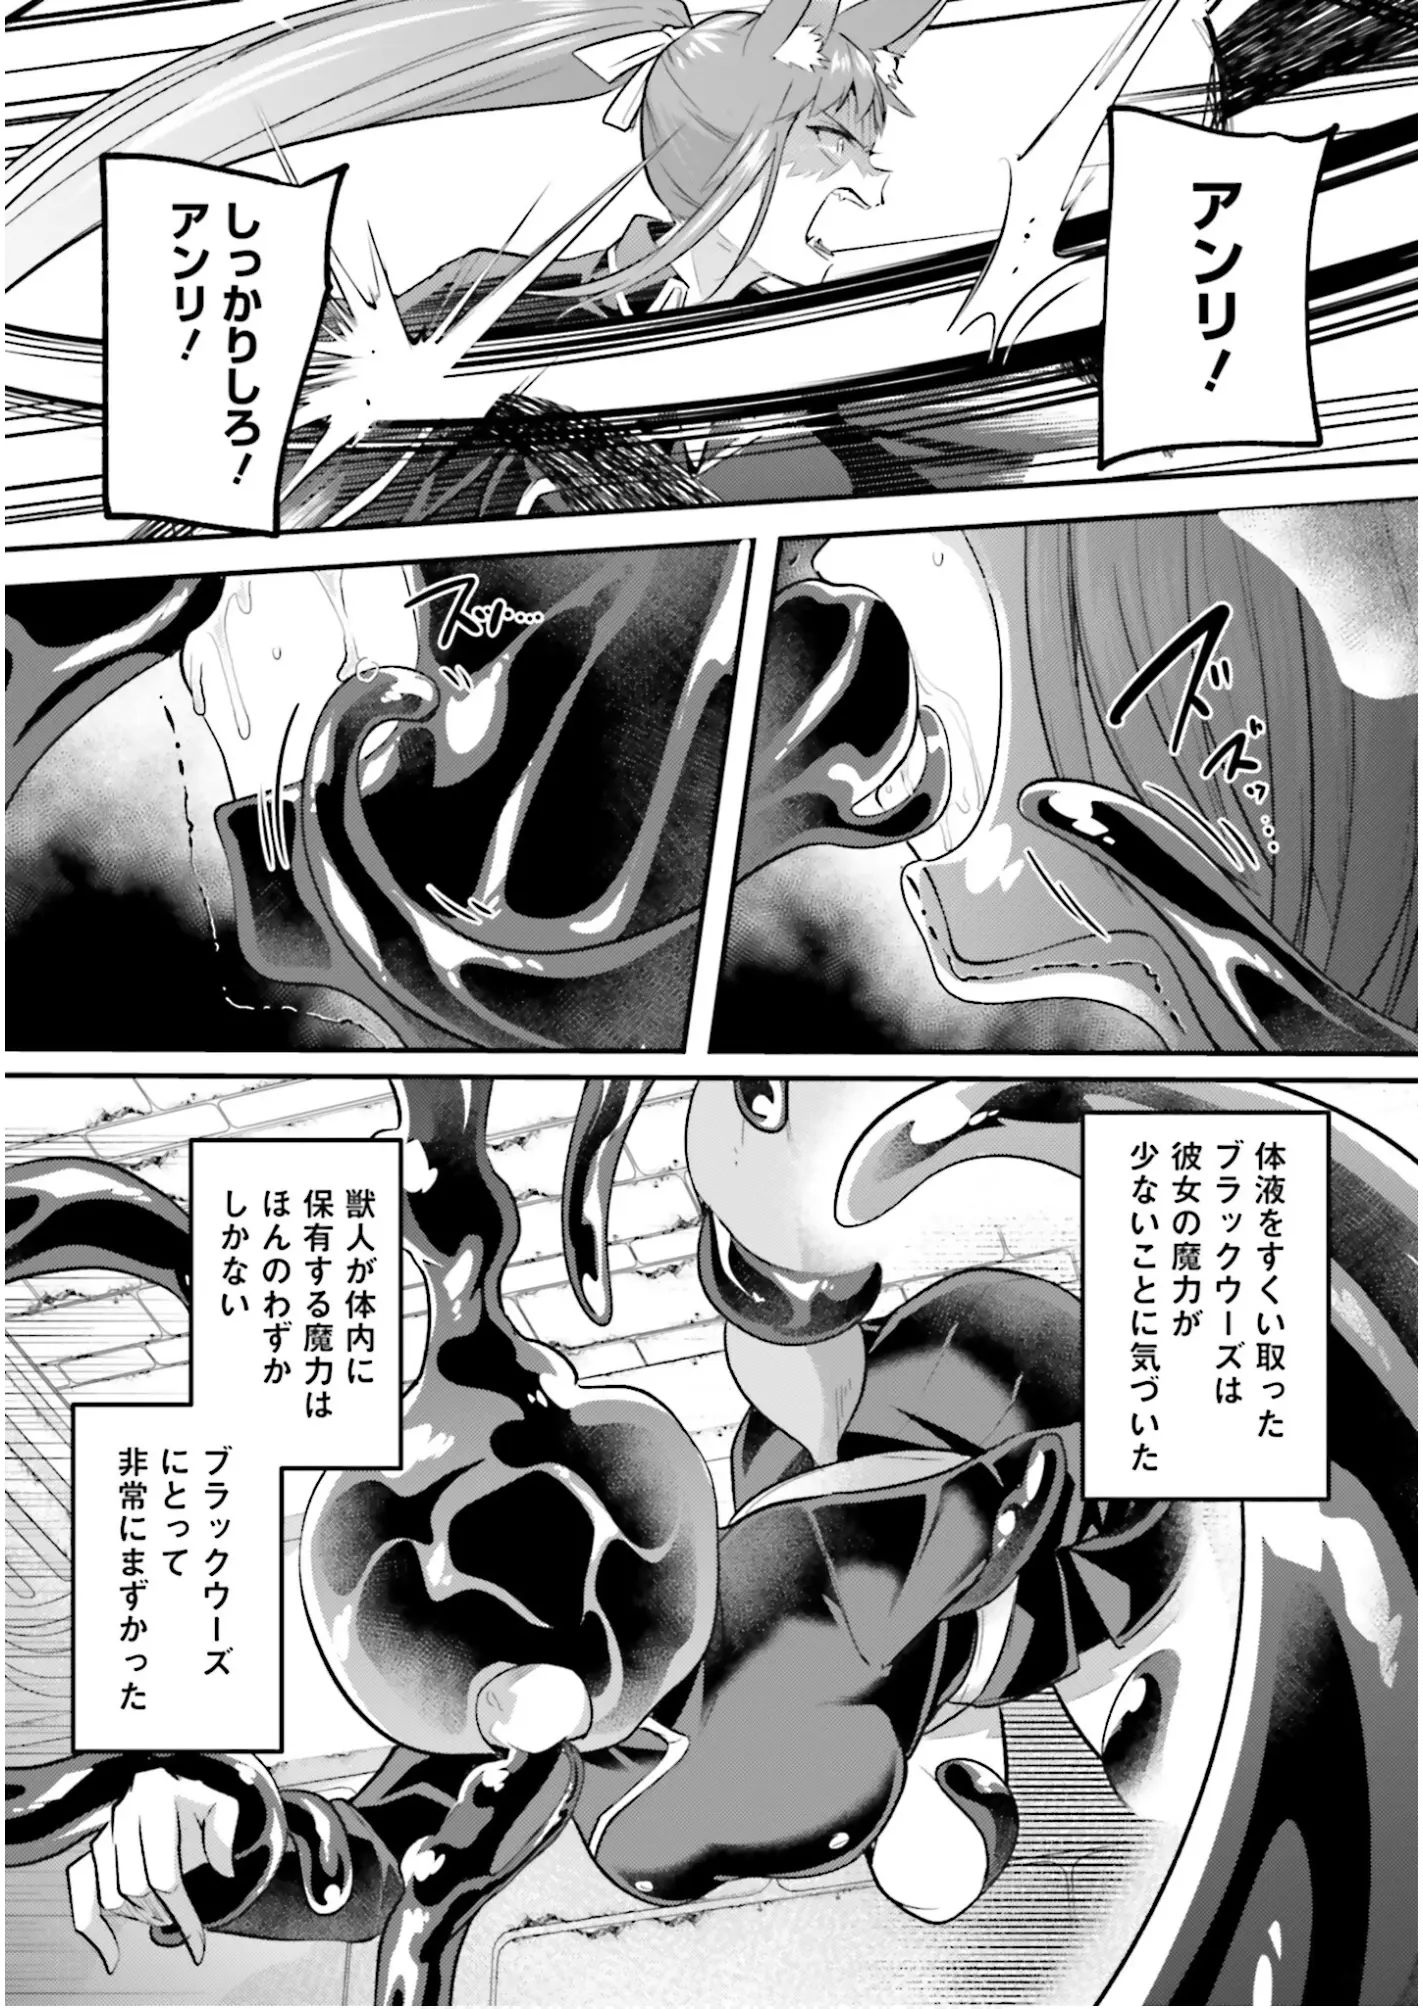 アンリ！
しっかりしろ！
アンリ！
ズズッ…
ズッ…
体液をすくい取った
ブラックウーズは
彼女の魔力が
少ないことに気づいた
獣人が体内に
保有する魔力は
ほんのわずか
しかない
ブラックウーズ
にとって
非常にまずかった